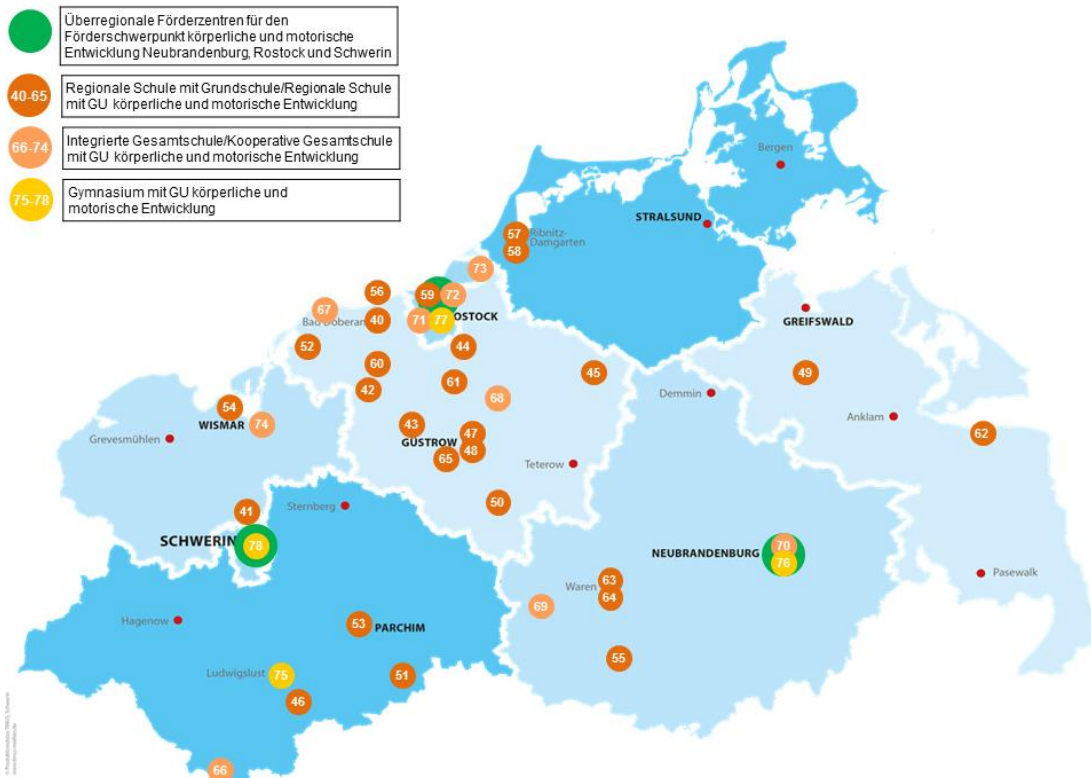 Überregionale Förderzentren für den
Förderschwerpunkt körperliche und motorische
Entwicklung Neubrandenburg, Rostock und Schwerin
40-65
Regionale Schule mit Grundschule/Regionale Schule
mit GU körperliche und motorische Entwicklung
66-74
Integrierte Gesamtschule/Kooperative Gesamtschule
mit GU körperliche und motorische Entwicklung
75-78
Gymnasium mit GU körperliche und
motorische Entwicklung
Bergen
STRALSUND
57
Ribnitz-
Damgarten
58
73
56
59
72
67
Bad Doberan
40
71
77
OSTOCK
GREIFSWALD
52
44
60
45
49
61
42
68
Demmin
54
74
WISMAR
43
Anklam
62
Grevesmühlen
GÜSTROW
47
48
65
Teterow
50
Sternberg
41
SCHWERIN
78
NEUBRANDENBURG
70
76
Pasewalk
Waren
63
64
69
Hagenow
53
PARCHIM
55
Ludwigslust
75
51
46
66